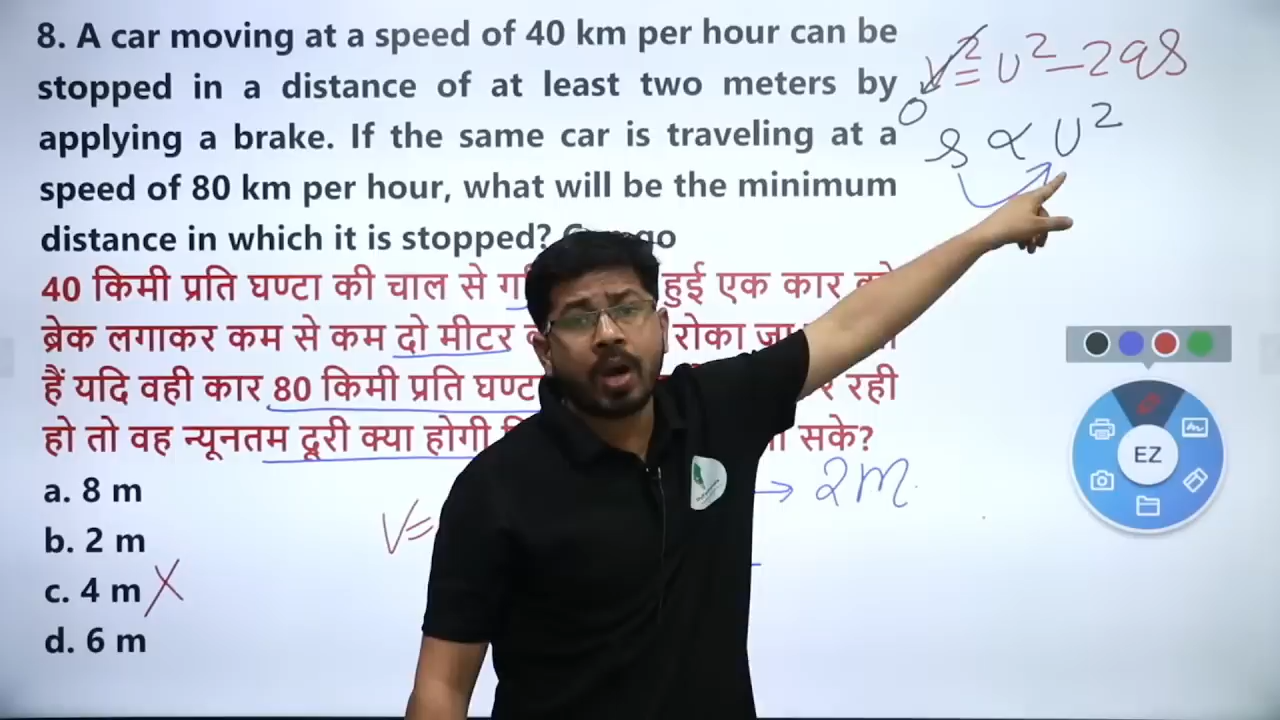 8. A car moving at a speed of 40 km per hour can be
stopped in a distance of at least two meters by
applying a brake. If the same car is traveling at a
speed of 80 km per hour, what will be the minimum
distance in which it is stopped?
40 किमी प्रति घण्टा की चाल से हुई एक कार
ब्रेक लगाकर कम से कम दो मीटर रोका
हैं यदि वही कार 80 किमी प्रति रही
हो तो वह न्यूनतम दूरी क्या होगी सके?
a. 8 m
b. 2 m
c. 4 m
d. 6 m
V² = U² – 2as
0
s ∝ U²
→ 2m
V=
EZ